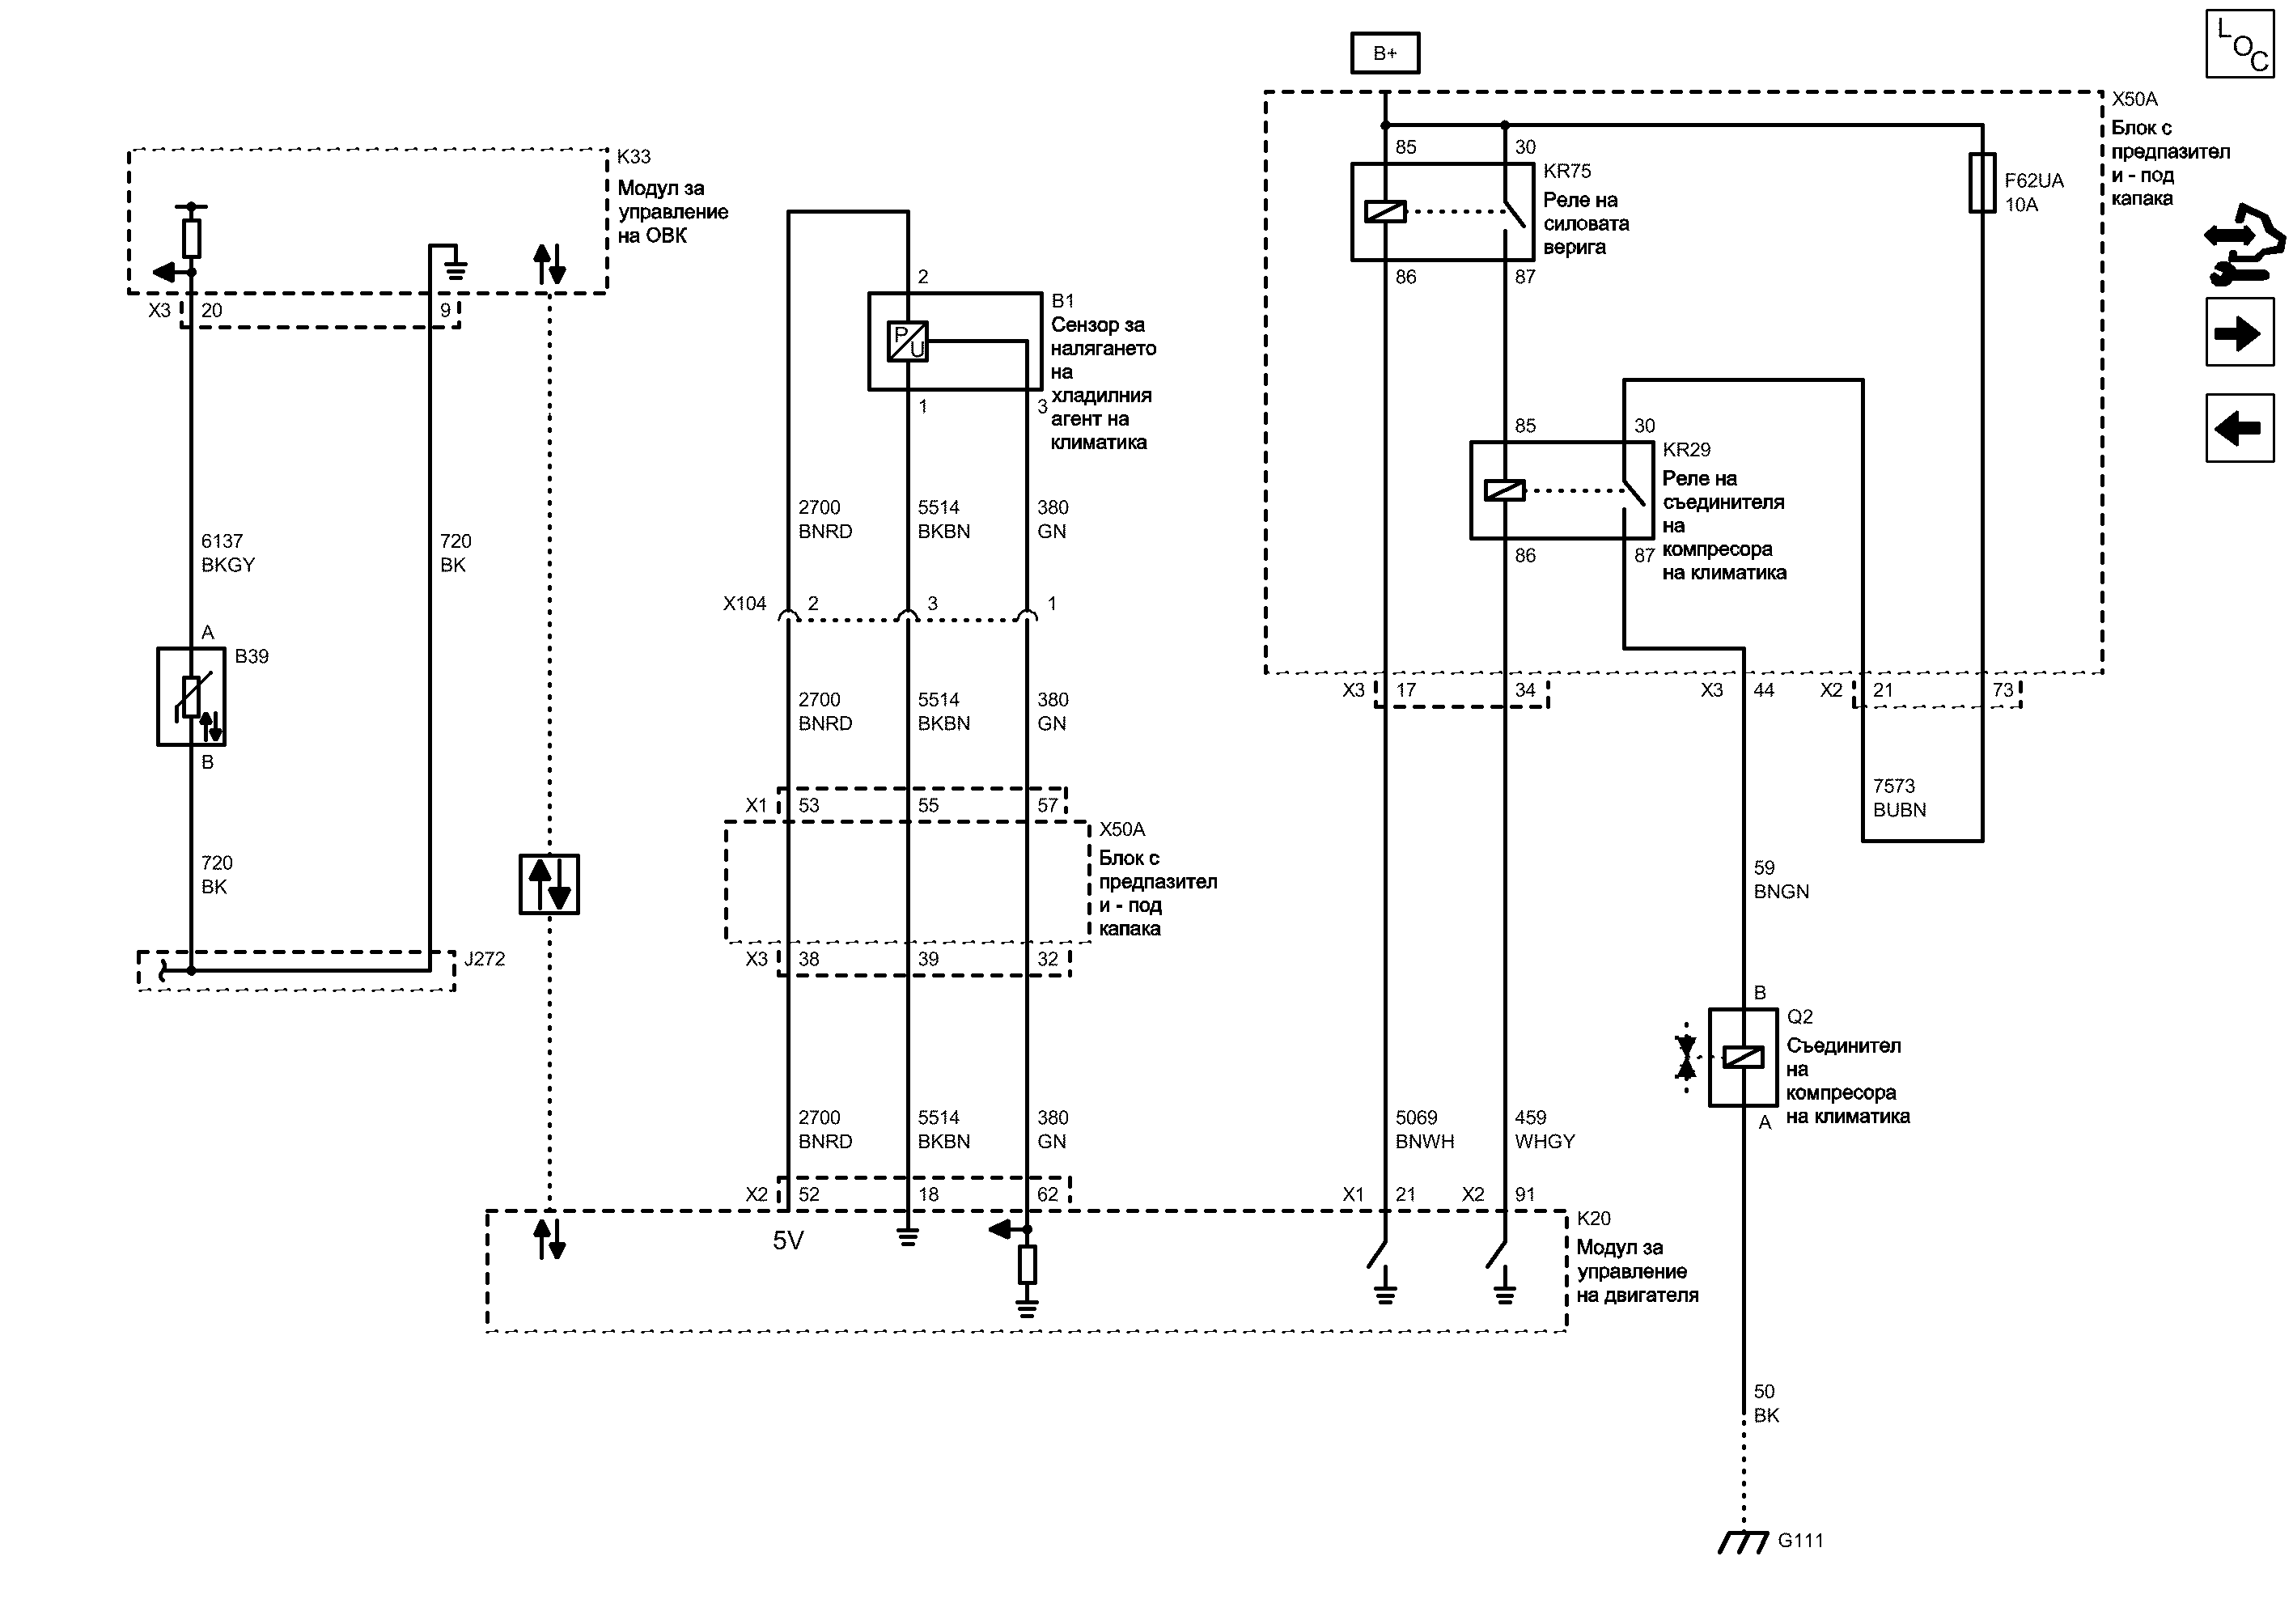 LOC
B+
X50A
Блок с
предпазител
и - под
капака
85
30
KR75
Реле на
силовата
верига
F62UA
10A
86
87
K33
Модул за
управление
на ОВК
X3
20
9
2
B1
Сензор за
налягането
на
хладилния
агент на
климатика
P
U
1
3
85
30
KR29
Реле на
съединителя
на
компресора
на климатика
86
87
2700
BNRD
5514
BKBN
380
GN
6137
BKGY
720
BK
X104
2
3
1
A
B39
B
X3
17
34
X3
44
X2
21
73
2700
BNRD
5514
BKBN
380
GN
7573
BUBN
X1
53
55
57
X50A
Блок с
предпазител
и - под
капака
720
BK
59
BNGN
J272
X3
38
39
32
B
Q2
Съединител
на
компресора
на климатика
A
2700
BNRD
5514
BKBN
380
GN
5069
BNWH
459
WHGY
X2
52
18
62
X1
21
X2
91
5V
K20
Модул за
управление
на двигателя
50
BK
G111